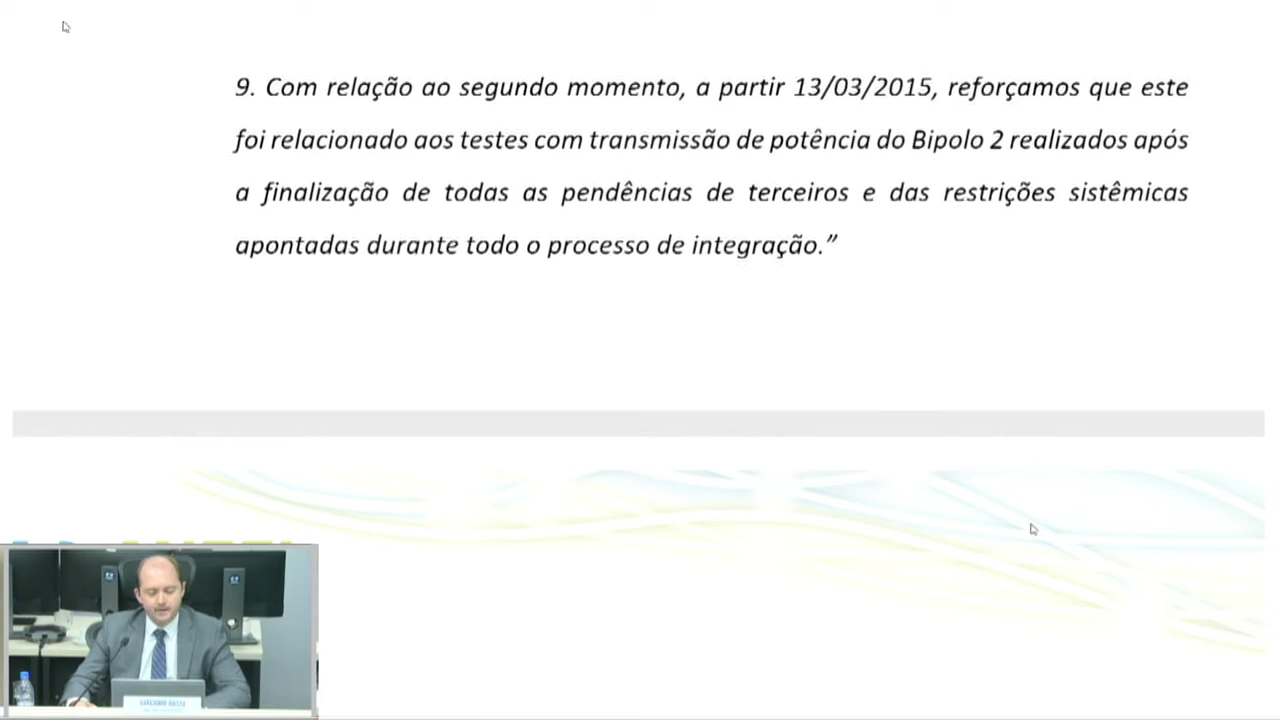 9. Com relação ao segundo momento, a partir 13/03/2015, reforçamos que este
foi relacionado aos testes com transmissão de potência do Bipolo 2 realizados após
a finalização de todas as pendências de terceiros e das restrições sistêmicas
apontadas durante todo o processo de integração.”